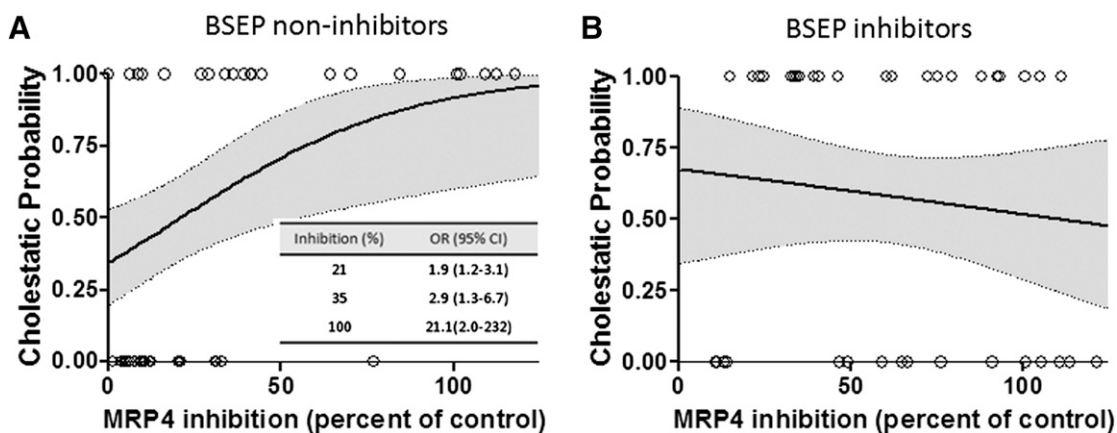 A
BSEP non-inhibitors
Cholestatic Probability
1.00
0.75
0.50
0.25
0.00
Inhibition (%) OR (95% CI)
21 1.9 (1.2-3.1)
35 2.9 (1.3-6.7)
100 21.1(2.0-232)
0 50 100
MRP4 inhibition (percent of control)
B
BSEP inhibitors
Cholestatic Probability
1.00
0.75
0.50
0.25
0.00
0 50 100
MRP4 inhibition (percent of control)